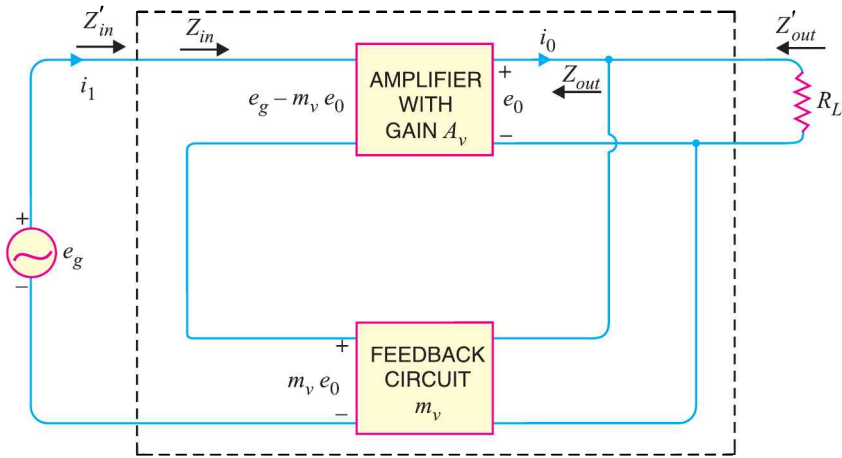 Z'in
Zin
i1
i0
Z'out
Zout
AMPLIFIER
WITH
GAIN Av
eg – mv e0
+
e0
–
RL
+
eg
–
+
mv e0
–
FEEDBACK
CIRCUIT
mv